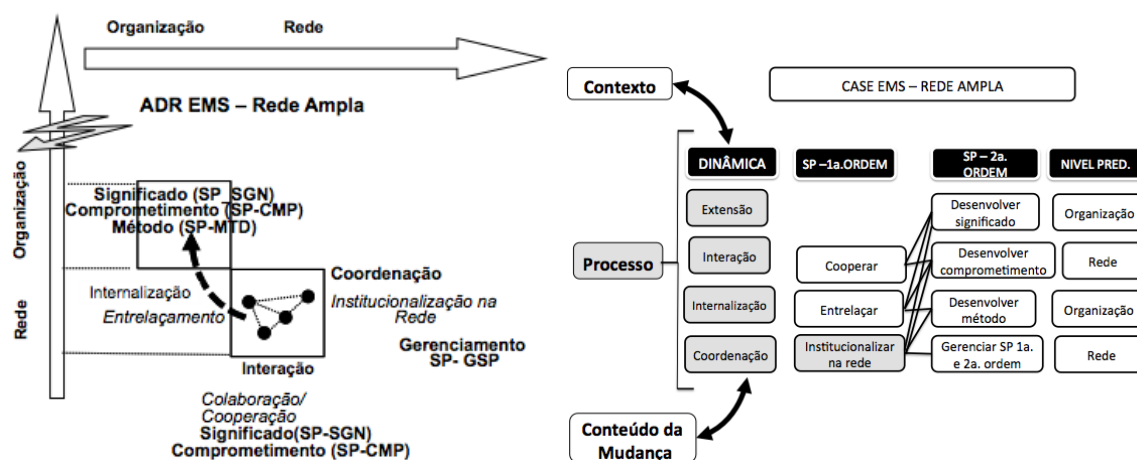 Organização Rede
ADR EMS – Rede Ampla
Organização
Rede
Significado (SP_SGN)
Comprometimento (SP-CMP)
Método (SP-MTD)
Internalização
Entrelaçamento
Coordenação
Institucionalização na
Rede
Gerenciamento
SP- GSP
Interação
Colaboração/
Cooperação
Significado(SP-SGN)
Comprometimento (SP-CMP)
Contexto
CASE EMS – REDE AMPLA
DINÂMICA
SP –1a.ORDEM
SP – 2a.
ORDEM
NIVEL PRED.
Processo
Extensão
Interação
Internalização
Coordenação
Cooperar
Entrelaçar
Institucionalizar
na rede
Desenvolver
significado
Desenvolver
comprometimento
Desenvolver
método
Gerenciar SP 1a.
e 2a. ordem
Organização
Rede
Organização
Rede
Conteúdo da
Mudança